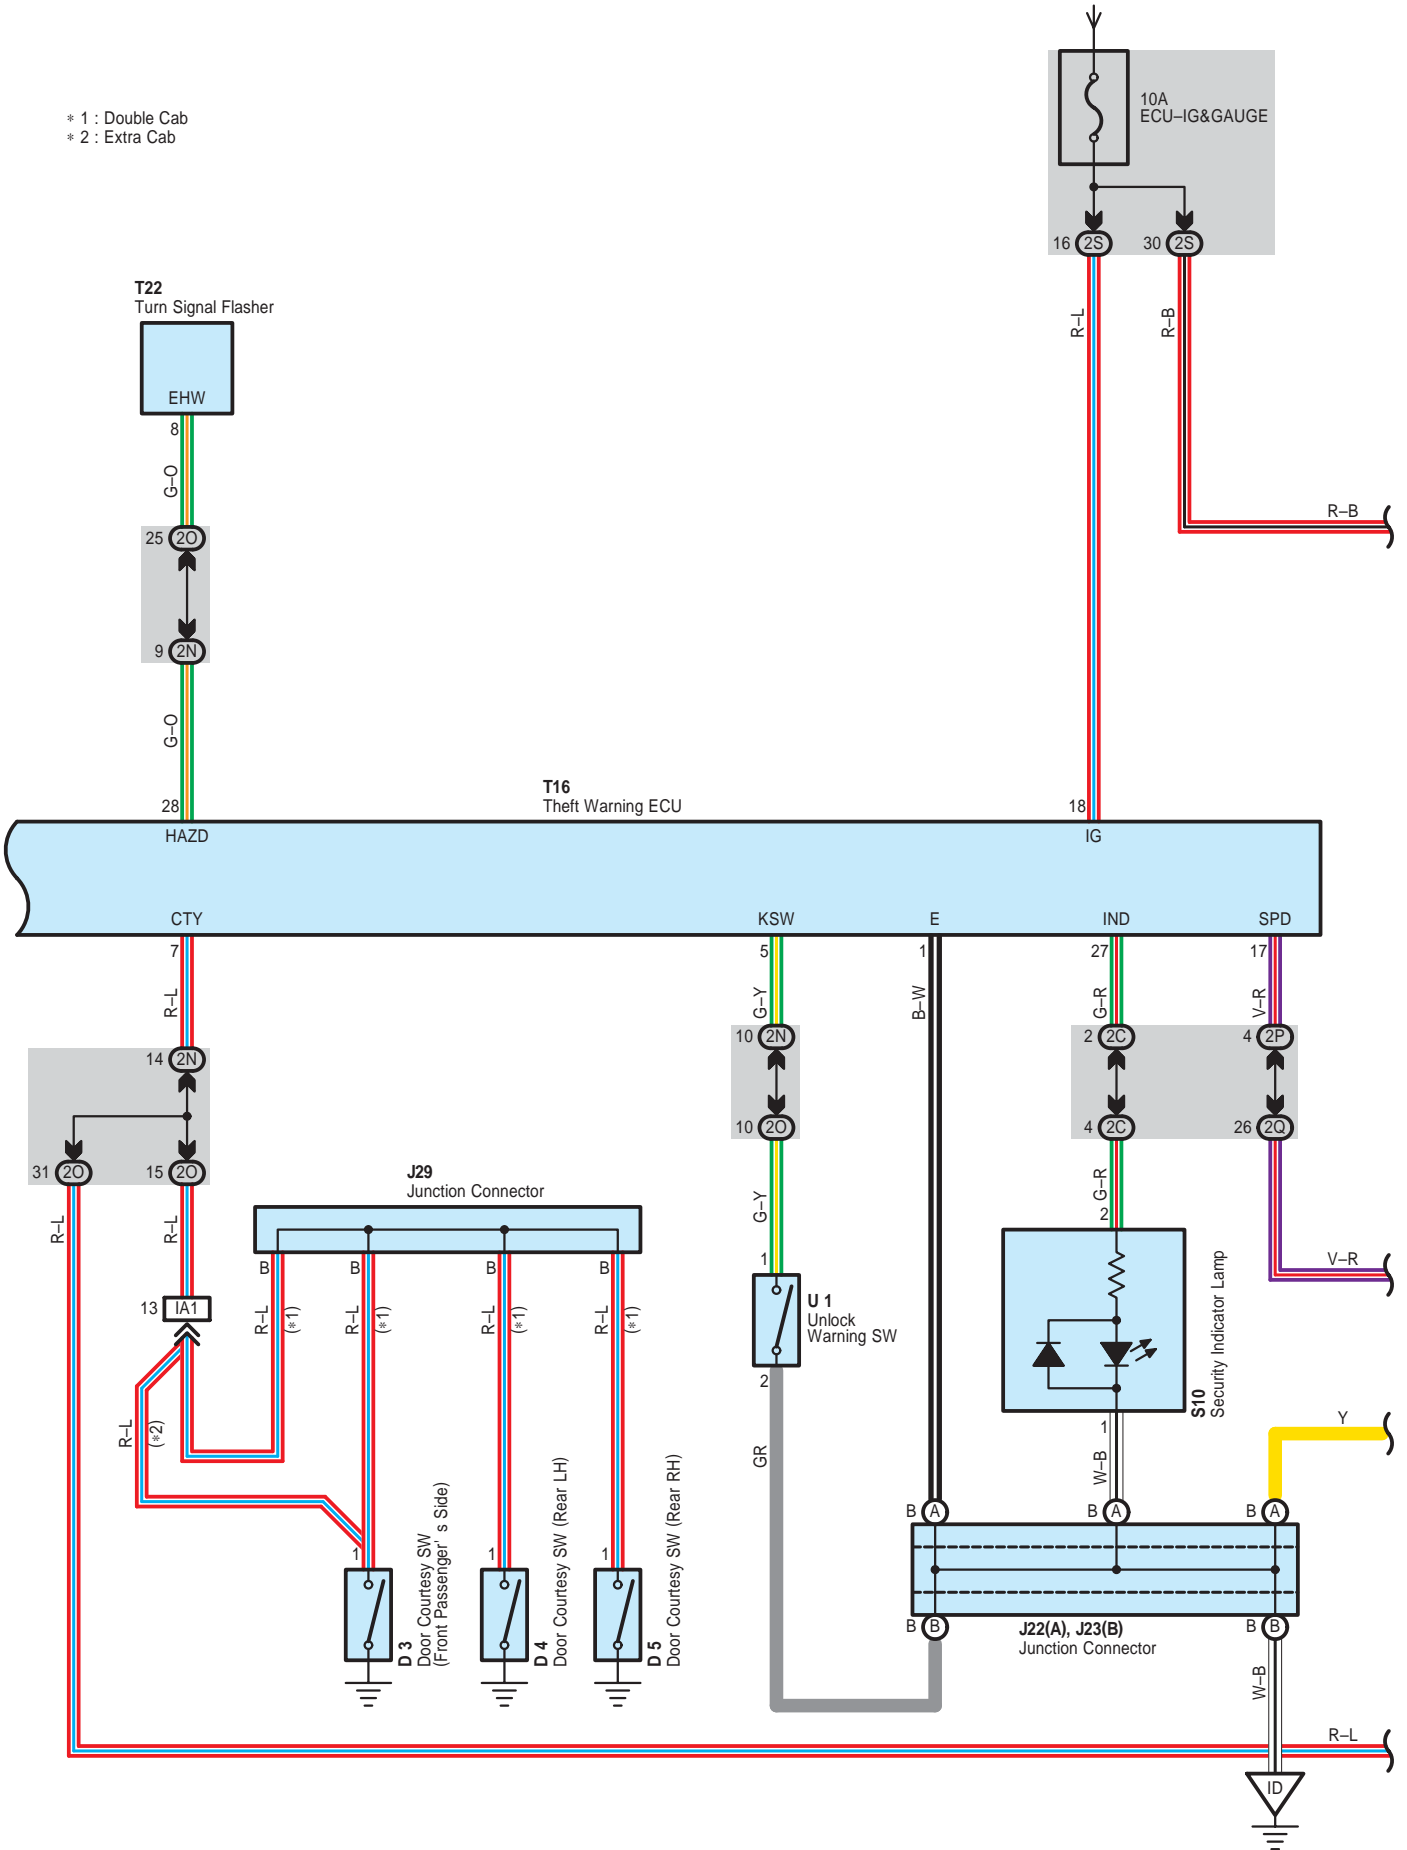 * 1 : Double Cab
* 2 : Extra Cab
10A
ECU–IG&GAUGE
16 2S
30 2S
R–L
R–B
T22
Turn Signal Flasher
EHW
8
G–O
25 2O
9 2N
G–O
R–B
T16
Theft Warning ECU
28
18
HAZD
IG
CTY
KSW
E
IND
SPD
7
5
1
27
17
R–L
G–Y
B–W
G–R
V–R
14 2N
10 2N
2 2C
4 2P
31 2O
15 2O
10 2O
4 2C
26 2Q
J29
Junction Connector
R–L
R–L
G–Y
G–R
2
V–R
B
B
B
B
1
13 IA1
R–L
(*1)
R–L
(*1)
R–L
(*1)
R–L
(*1)
U 1
Unlock
Warning SW
S10
Security Indicator Lamp
2
1
R–L
(*2)
GR
W–B
Y
B A
B A
B A
1
1
1
D 3
Door Courtesy SW
(Front Passenger' s Side)
D 4
Door Courtesy SW (Rear LH)
D 5
Door Courtesy SW (Rear RH)
B B
J22(A), J23(B)
Junction Connector
B B
W–B
R–L
ID